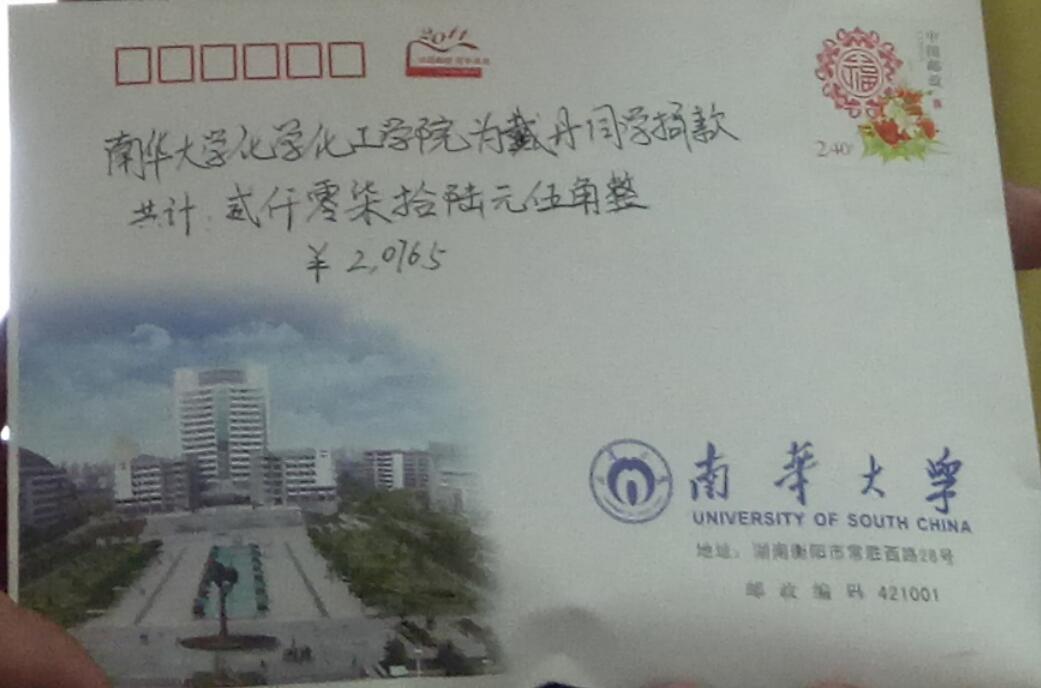 2011
中国邮政
2.40
南华大学化学化工学院为戴丹同学捐款
共计:贰仟零柒拾陆元伍角整
¥2,076.5
南华大学
UNIVERSITY OF SOUTH CHINA
地址:湖南衡阳市常胜西路28号
邮政编码 421001